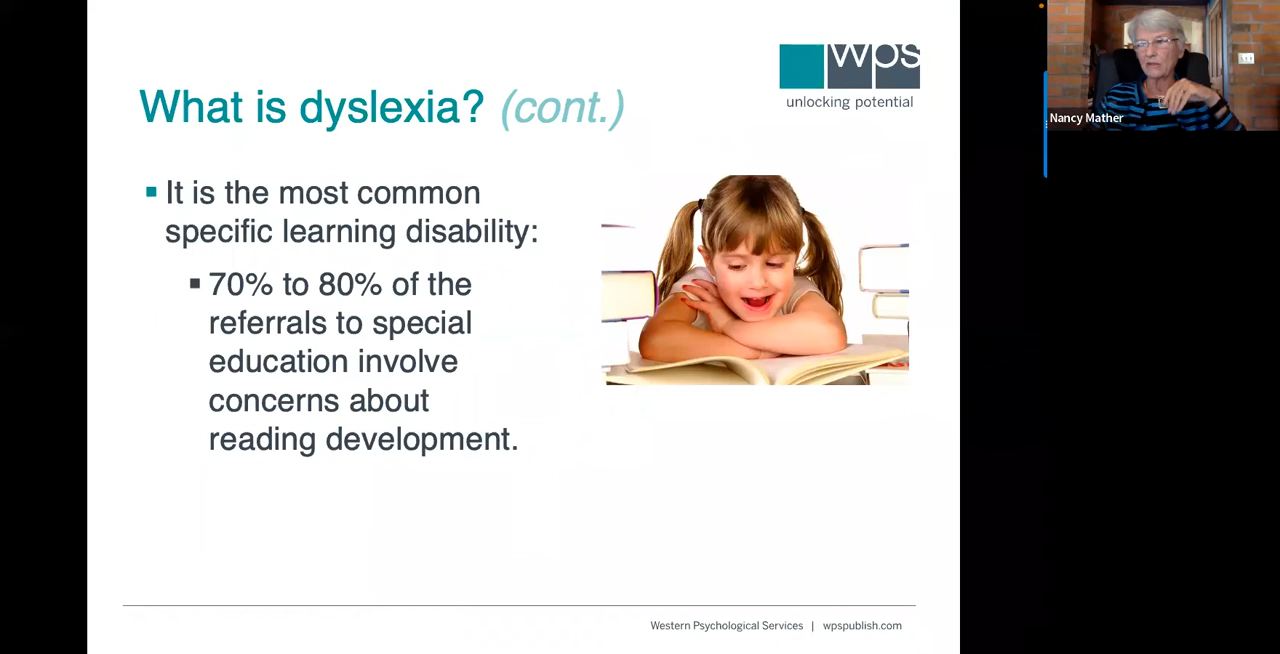 wps
unlocking potential
What is dyslexia? (cont.)
It is the most common
specific learning disability:
70% to 80% of the
referrals to special
education involve
concerns about
reading development.
Western Psychological Services | wpspublish.com
Nancy Mather